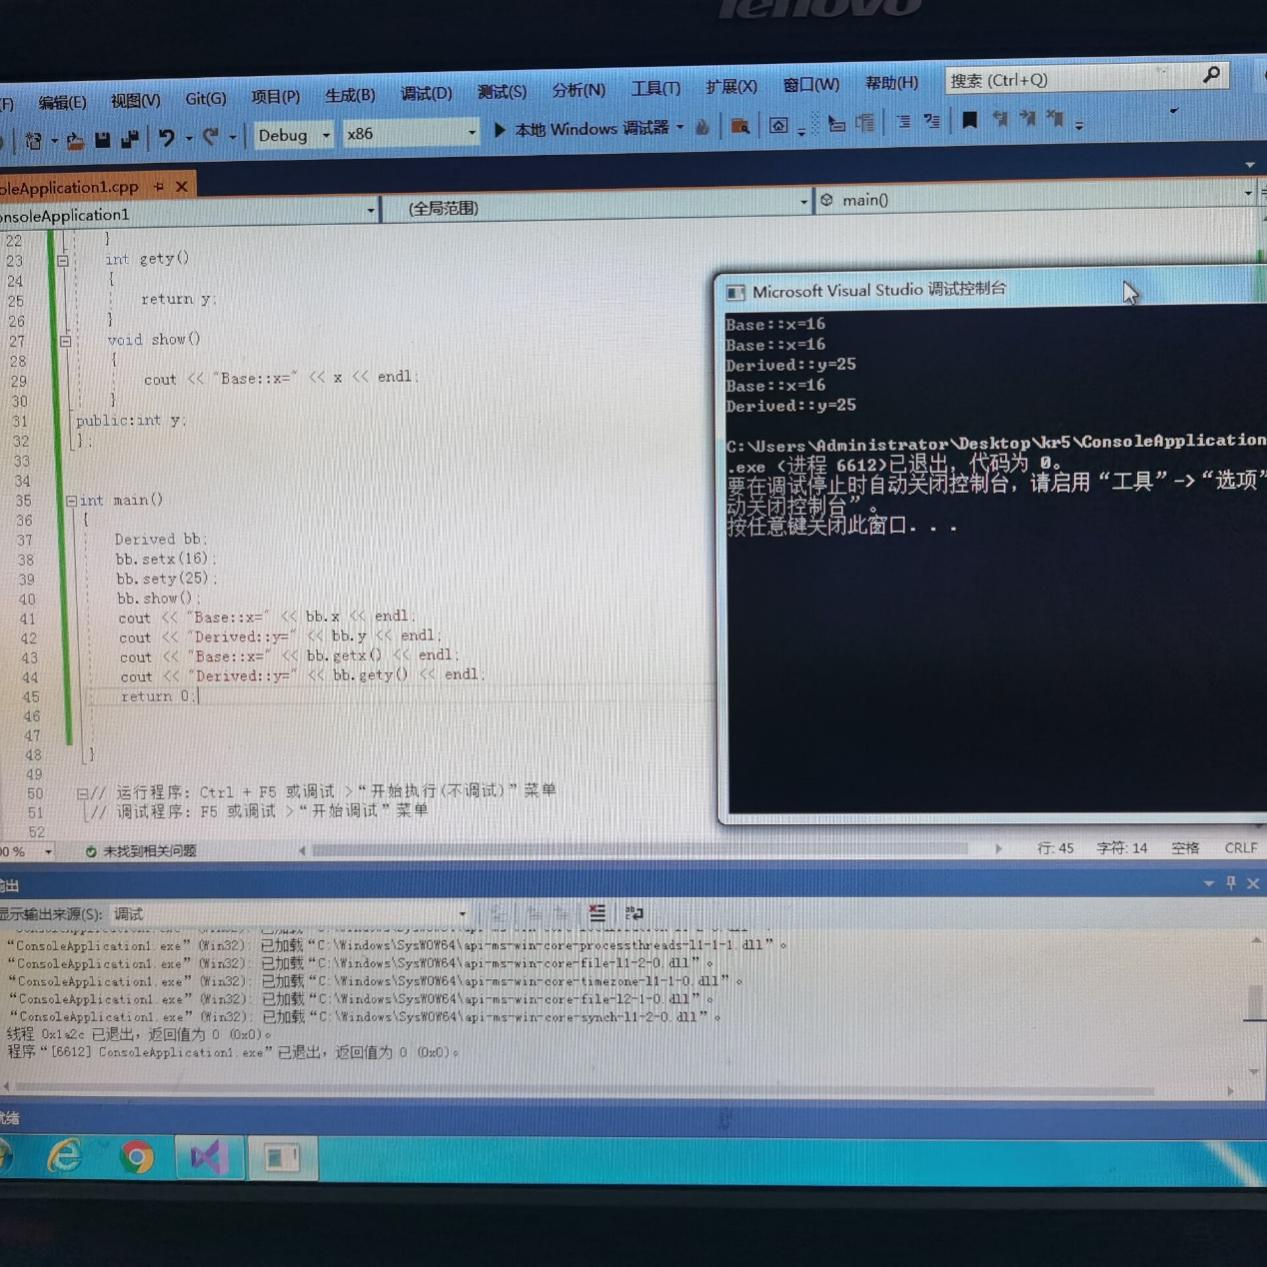 lenovo
(F) 编辑(E) 视图(V) Git(G) 项目(P) 生成(B) 调试(D) 测试(S) 分析(N) 工具(T) 扩展(X) 窗口(W) 帮助(H) 搜索 (Ctrl+Q)
Debug x86 本地 Windows 调试器
oleApplication1.cpp
onsoleApplication1 (全局范围) main()
22 }
23 int gety()
24 {
25 return y;
26 }
27 void show()
28 {
29 cout << "Base::x=" << x << endl;
30 }
31 public:int y;
32 };
33
34
35 int main()
36 {
37 Derived bb;
38 bb.setx(16);
39 bb.sety(25);
40 bb.show();
41 cout << "Base::x=" << bb.x << endl;
42 cout << "Derived::y=" << bb.y << endl;
43 cout << "Base::x=" << bb.getx() << endl;
44 cout << "Derived::y=" << bb.gety() << endl;
45 return 0;
46
47
48 }
49
50 // 运行程序: Ctrl + F5 或调试 >“开始执行(不调试)”菜单
51 // 调试程序: F5 或调试 >“开始调试”菜单
52
Microsoft Visual Studio 调试控制台
Base::x=16
Base::x=16
Derived::y=25
Base::x=16
Derived::y=25
C:\Users\Administrator\Desktop\kr5\ConsoleApplication
.exe (进程 6612)已退出，代码为 0。
要在调试停止时自动关闭控制台，请启用“工具”->“选项”
动关闭控制台”。
按任意键关闭此窗口. . .
00 % 未找到相关问题 行: 45 字符: 14 空格 CRLF
输出
显示输出来源(S): 调试
“ConsoleApplication1.exe”(Win32): 已加载“C:\Windows\SysWOW64\api-ms-win-core-processthreads-l1-1-1.dll”。
“ConsoleApplication1.exe”(Win32): 已加载“C:\Windows\SysWOW64\api-ms-win-core-file-l1-2-0.dll”。
“ConsoleApplication1.exe”(Win32): 已加载“C:\Windows\SysWOW64\api-ms-win-core-timezone-l1-1-0.dll”。
“ConsoleApplication1.exe”(Win32): 已加载“C:\Windows\SysWOW64\api-ms-win-core-file-l2-1-0.dll”。
“ConsoleApplication1.exe”(Win32): 已加载“C:\Windows\SysWOW64\api-ms-win-core-synch-l1-2-0.dll”。
线程 0x1a2c 已退出，返回值为 0 (0x0)。
程序“[6612] ConsoleApplication1.exe”已退出，返回值为 0 (0x0)。
就绪